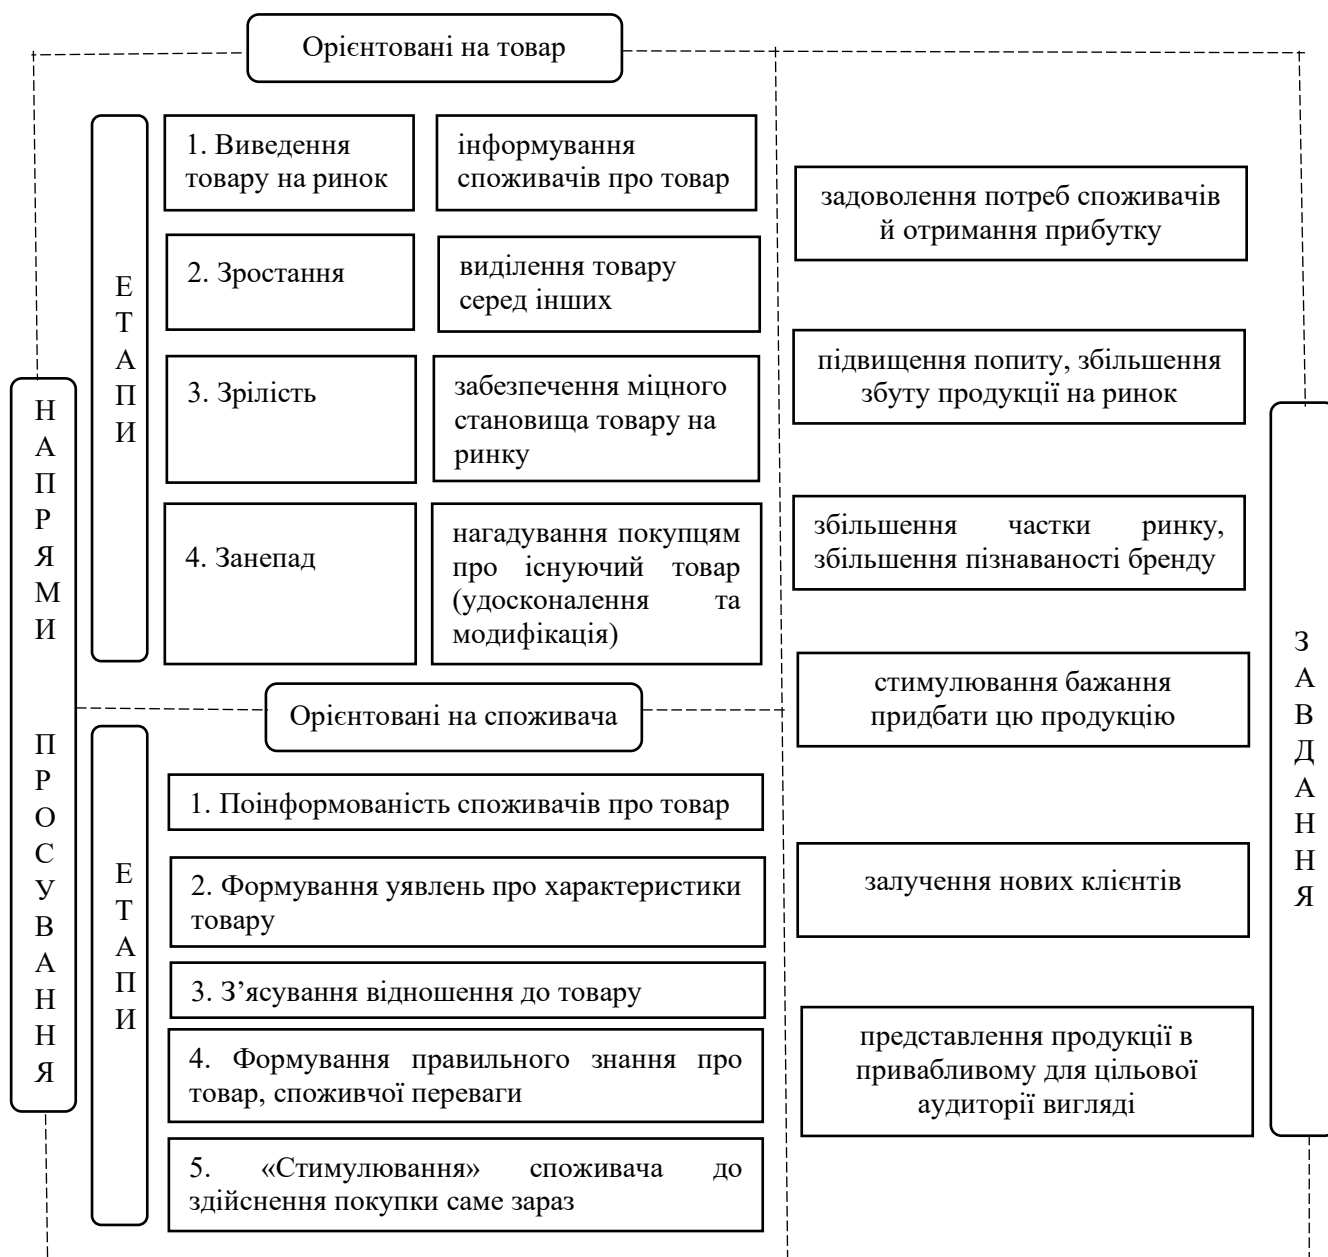 Орієнтовані на товар
НАПРЯМИ ПРОСУВАННЯ
ЕТАПИ
1. Виведення
товару на ринок
інформування
споживачів про товар
2. Зростання
виділення товару
серед інших
3. Зрілість
забезпечення міцного
становища товару на
ринку
4. Занепад
нагадування покупцям
про існуючий товар
(удосконалення та
модифікація)
Орієнтовані на споживача
ЕТАПИ
1. Поінформованість споживачів про товар
2. Формування уявлень про характеристики
товару
3. З’ясування відношення до товару
4. Формування правильного знання про
товар, споживчої переваги
5. «Стимулювання» споживача до
здійснення покупки саме зараз
задоволення потреб споживачів
й отримання прибутку
підвищення попиту, збільшення
збуту продукції на ринок
збільшення частки ринку,
збільшення пізнаваності бренду
стимулювання бажання
придбати цю продукцію
залучення нових клієнтів
представлення продукції в
привабливому для цільової
аудиторії вигляді
ЗАВДАННЯ